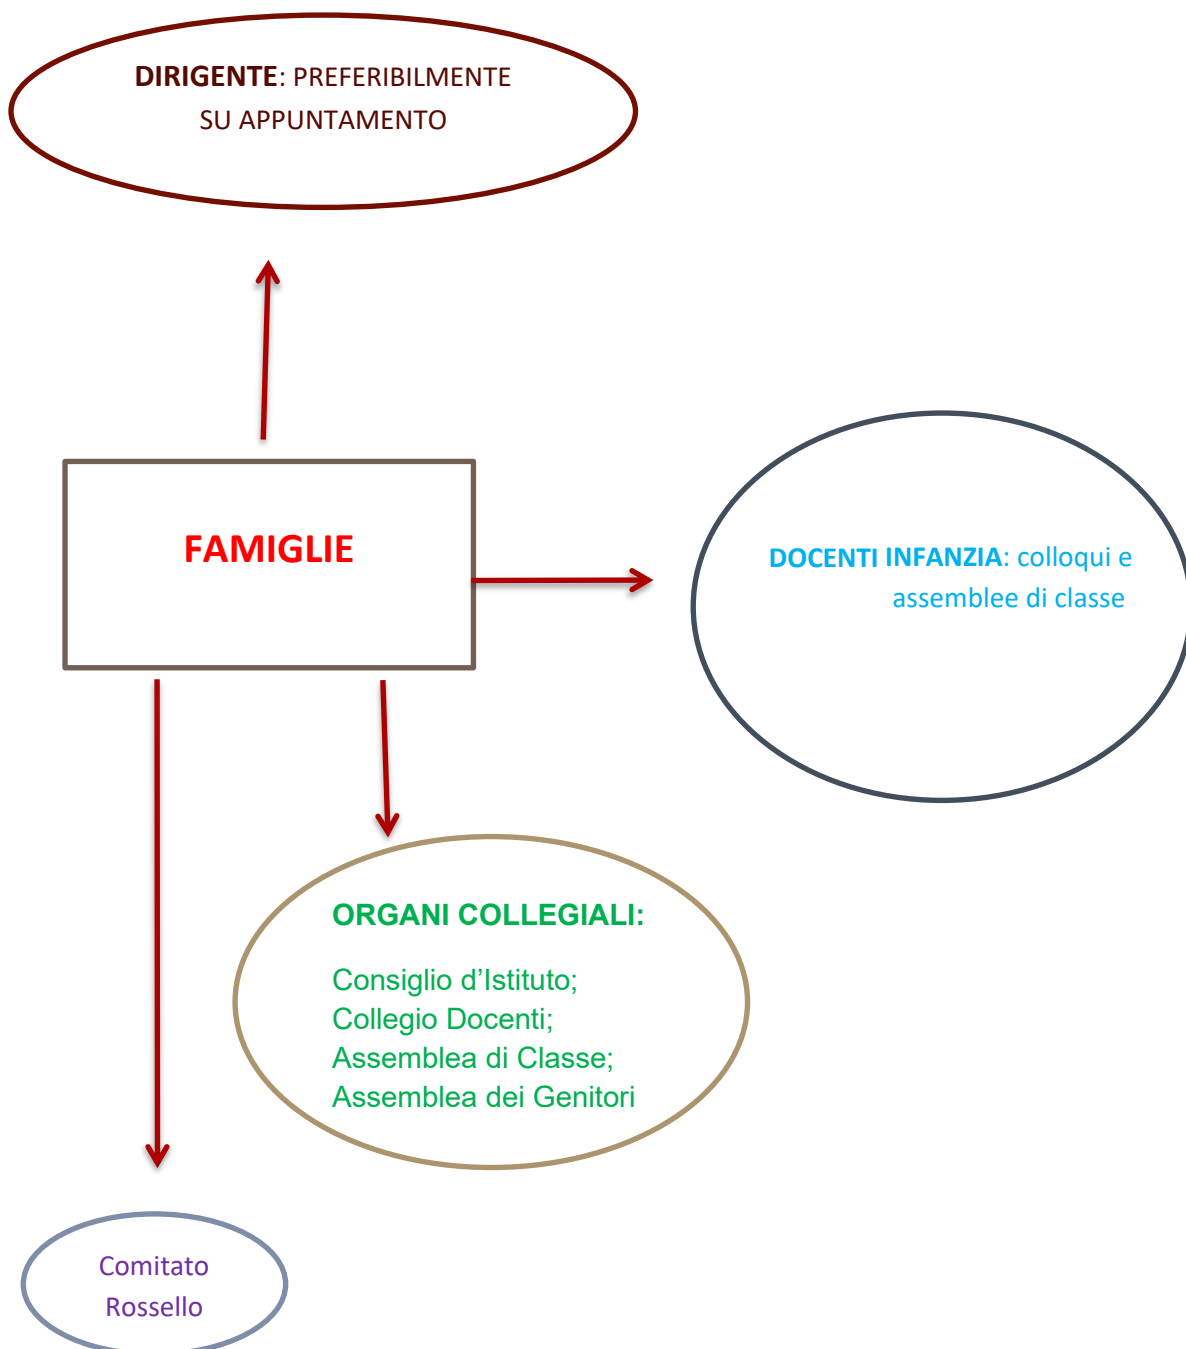 DIRIGENTE: PREFERIBILMENTE
SU APPUNTAMENTO
FAMIGLIE
DOCENTI INFANZIA: colloqui e
assemblee di classe
ORGANI COLLEGIALI:
Consiglio d’Istituto;
Collegio Docenti;
Assemblea di Classe;
Assemblea dei Genitori
Comitato
Rossello